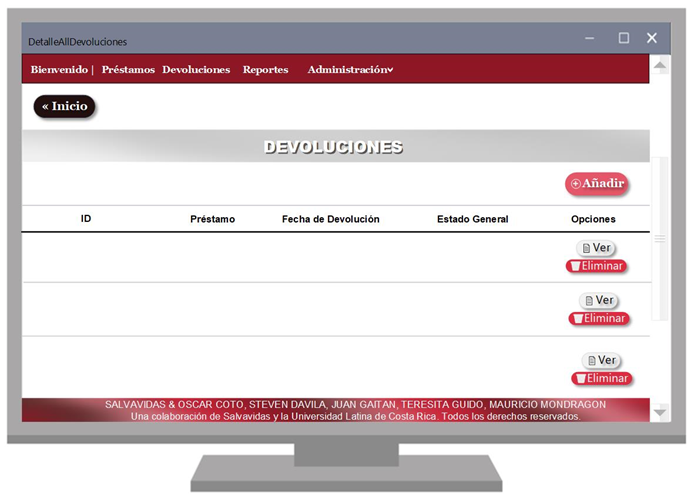 DetalleAllDevoluciones
Bienvenido | Préstamos Devoluciones Reportes Administración
« Inicio
DEVOLUCIONES
Añadir
ID Préstamo Fecha de Devolución Estado General Opciones
Ver
Eliminar
Ver
Eliminar
Ver
Eliminar
SALVAVIDAS & OSCAR COTO, STEVEN DAVILA, JUAN GAITAN, TERESITA GUIDO, MAURICIO MONDRAGON
Una colaboración de Salvavidas y la Universidad Latina de Costa Rica. Todos los derechos reservados.